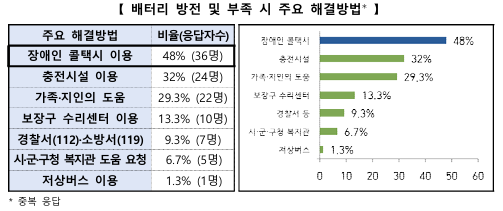 【 배터리 방전 및 부족 시 주요 해결방법* 】
주요 해결방법 비율(응답자수)
장애인 콜택시 이용 48% (36명)
충전시설 이용 32% (24명)
가족·지인의 도움 29.3% (22명)
보장구 수리센터 이용 13.3% (10명)
경찰서(112)·소방서(119) 9.3% (7명)
시·군·구청 복지관 도움 요청 6.7% (5명)
저상버스 이용 1.3% (1명)
장애인 콜택시 48%
충전시설 32%
가족·지인의 도움 29.3%
보장구 수리센터 13.3%
경찰서 등 9.3%
시·군·구청 복지관 6.7%
저상버스 1.3%
0 10 20 30 40 50 60
* 중복 응답